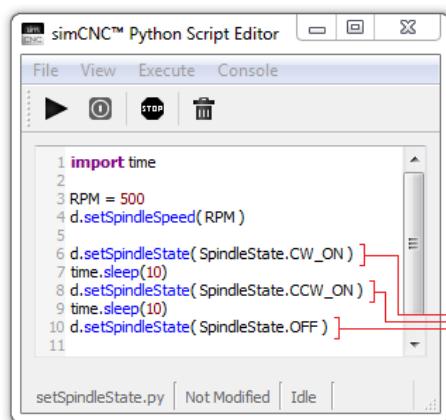 sim CNC simCNC™ Python Script Editor
File View Execute Console
STOP
1 import time
2
3 RPM = 500
4 d.setSpindleSpeed( RPM )
5
6 d.setSpindleState( SpindleState.CW_ON )
7 time.sleep(10)
8 d.setSpindleState( SpindleState.CCW_ON )
9 time.sleep(10)
10 d.setSpindleState( SpindleState.OFF )
11
setSpindleState.py Not Modified Idle